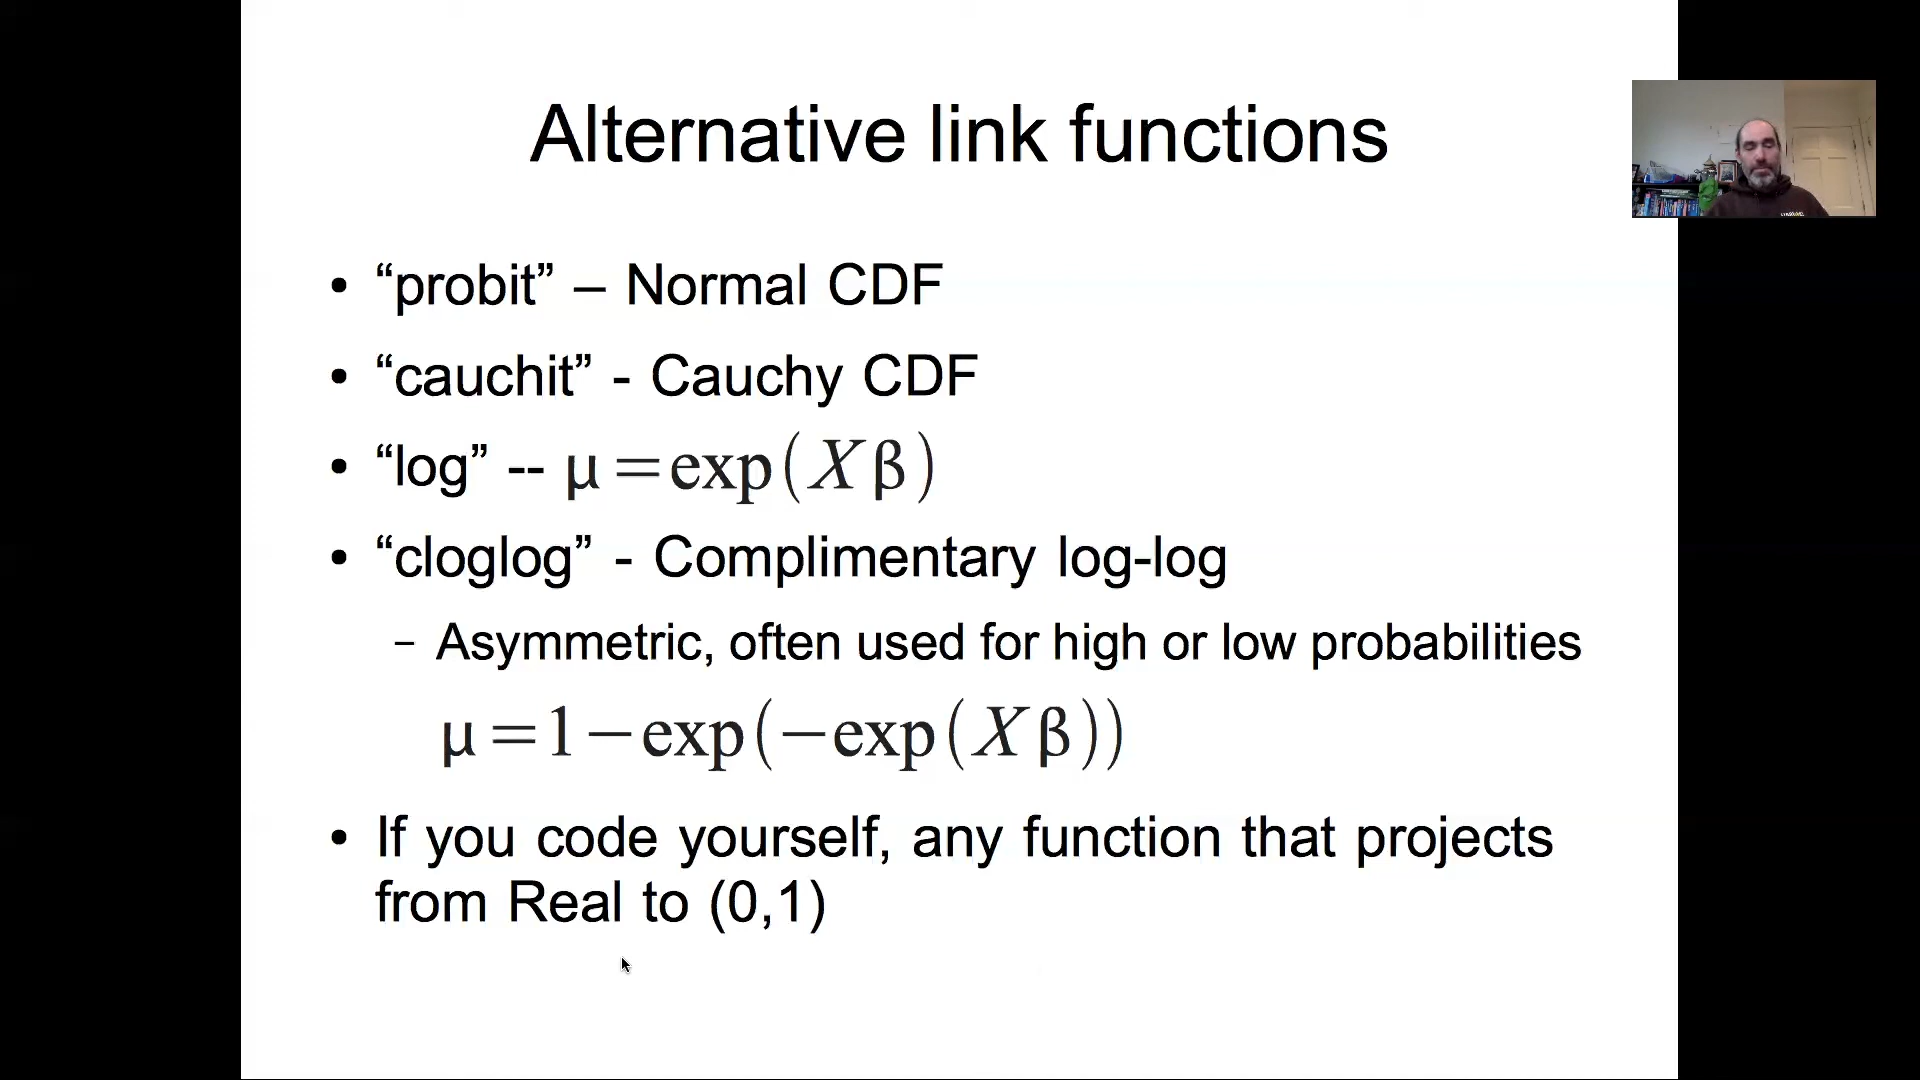 Alternative link functions
• “probit” – Normal CDF
• “cauchit” - Cauchy CDF
• “log” -- μ=exp(Xβ)
• “cloglog” - Complimentary log-log
– Asymmetric, often used for high or low probabilities
μ=1−exp(−exp(Xβ))
• If you code yourself, any function that projects
from Real to (0,1)